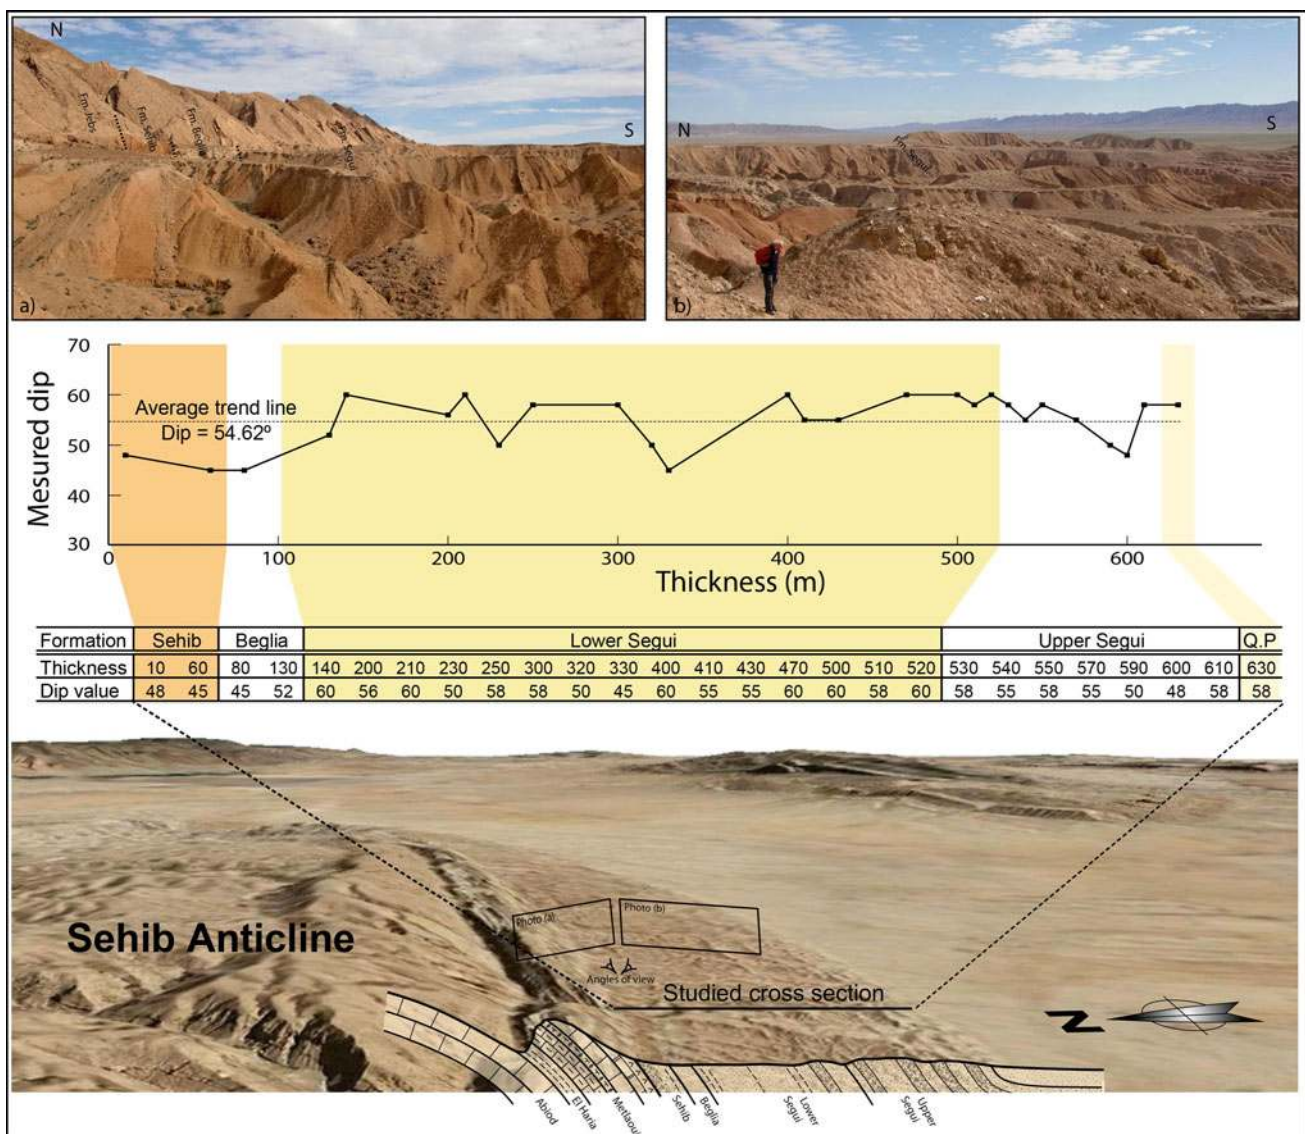 N
S
Fm. Jebs
Fm. Sehib
Fm. Beglia
Fm. Segui
a)
N
S
Fm. Segui
b)
Mesured dip
70
60
50
40
30
Average trend line
Dip = 54.62º
0 100 200 300 400 500 600
Thickness (m)
Formation Sehib Beglia Lower Segui Upper Segui Q.P
Thickness 10 60 80 130 140 200 210 230 250 300 320 330 400 410 430 470 500 510 520 530 540 550 570 590 600 610 630
Dip value 48 45 45 52 60 56 60 50 58 58 50 45 60 55 55 60 60 58 60 58 55 58 55 50 48 58 58
Sehib Anticline
Photo (a)
Photo (b)
Angles of view
Studied cross section
N
Abiod
El Haria
Metlaoui
Sehib
Beglia
Lower
Segui
Upper
Segui